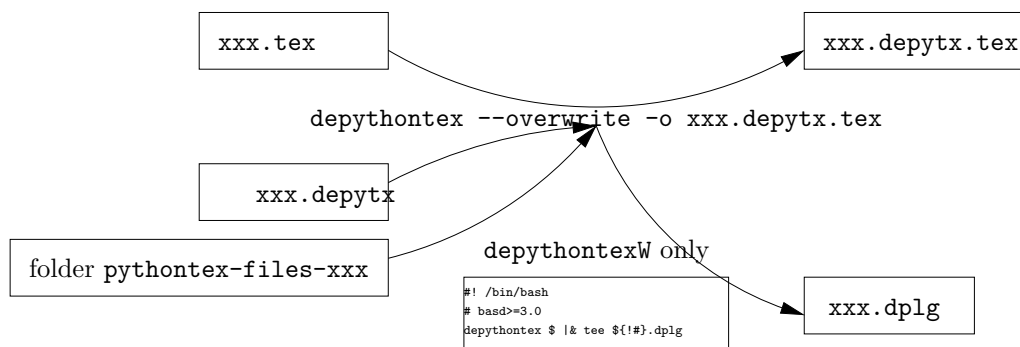 xxx.tex
xxx.depytx.tex
depythontex --overwrite -o xxx.depytx.tex
xxx.depytx
folder pythontex-files-xxx
depythontexW only
#! /bin/bash
# basd>=3.0
depythontex $ |& tee ${!#}.dplg
xxx.dplg